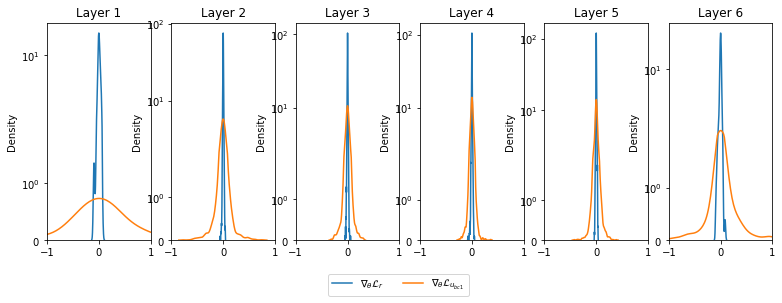 Layer 1 Layer 2 Layer 3 Layer 4 Layer 5 Layer 6
10² 10² 10² 10²
10¹ 10¹ 10¹ 10¹ 10¹ 10¹
Density Density Density Density Density Density
10⁰ 10⁰ 10⁰ 10⁰ 10⁰ 10⁰
0 0 0 0 0 0
−1 0 1 −1 0 1 −1 0 1 −1 0 1 −1 0 1 −1 0 1
∇θℒr ∇θℒu_bc1